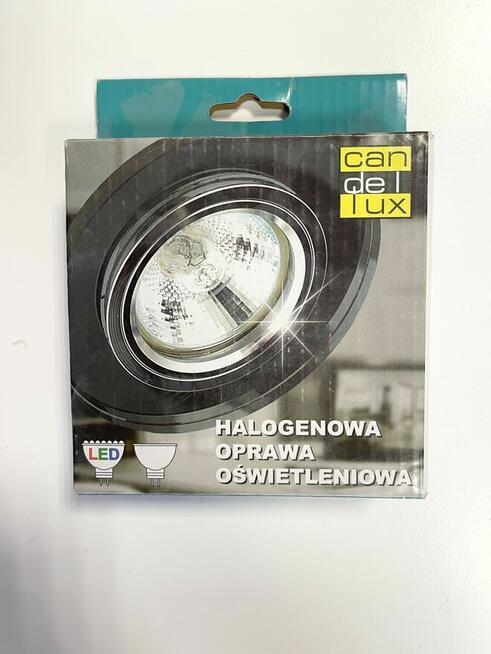 can
del
lux
HALOGENOWA
OPRAWA
LED
OŚWIETLENIOWA